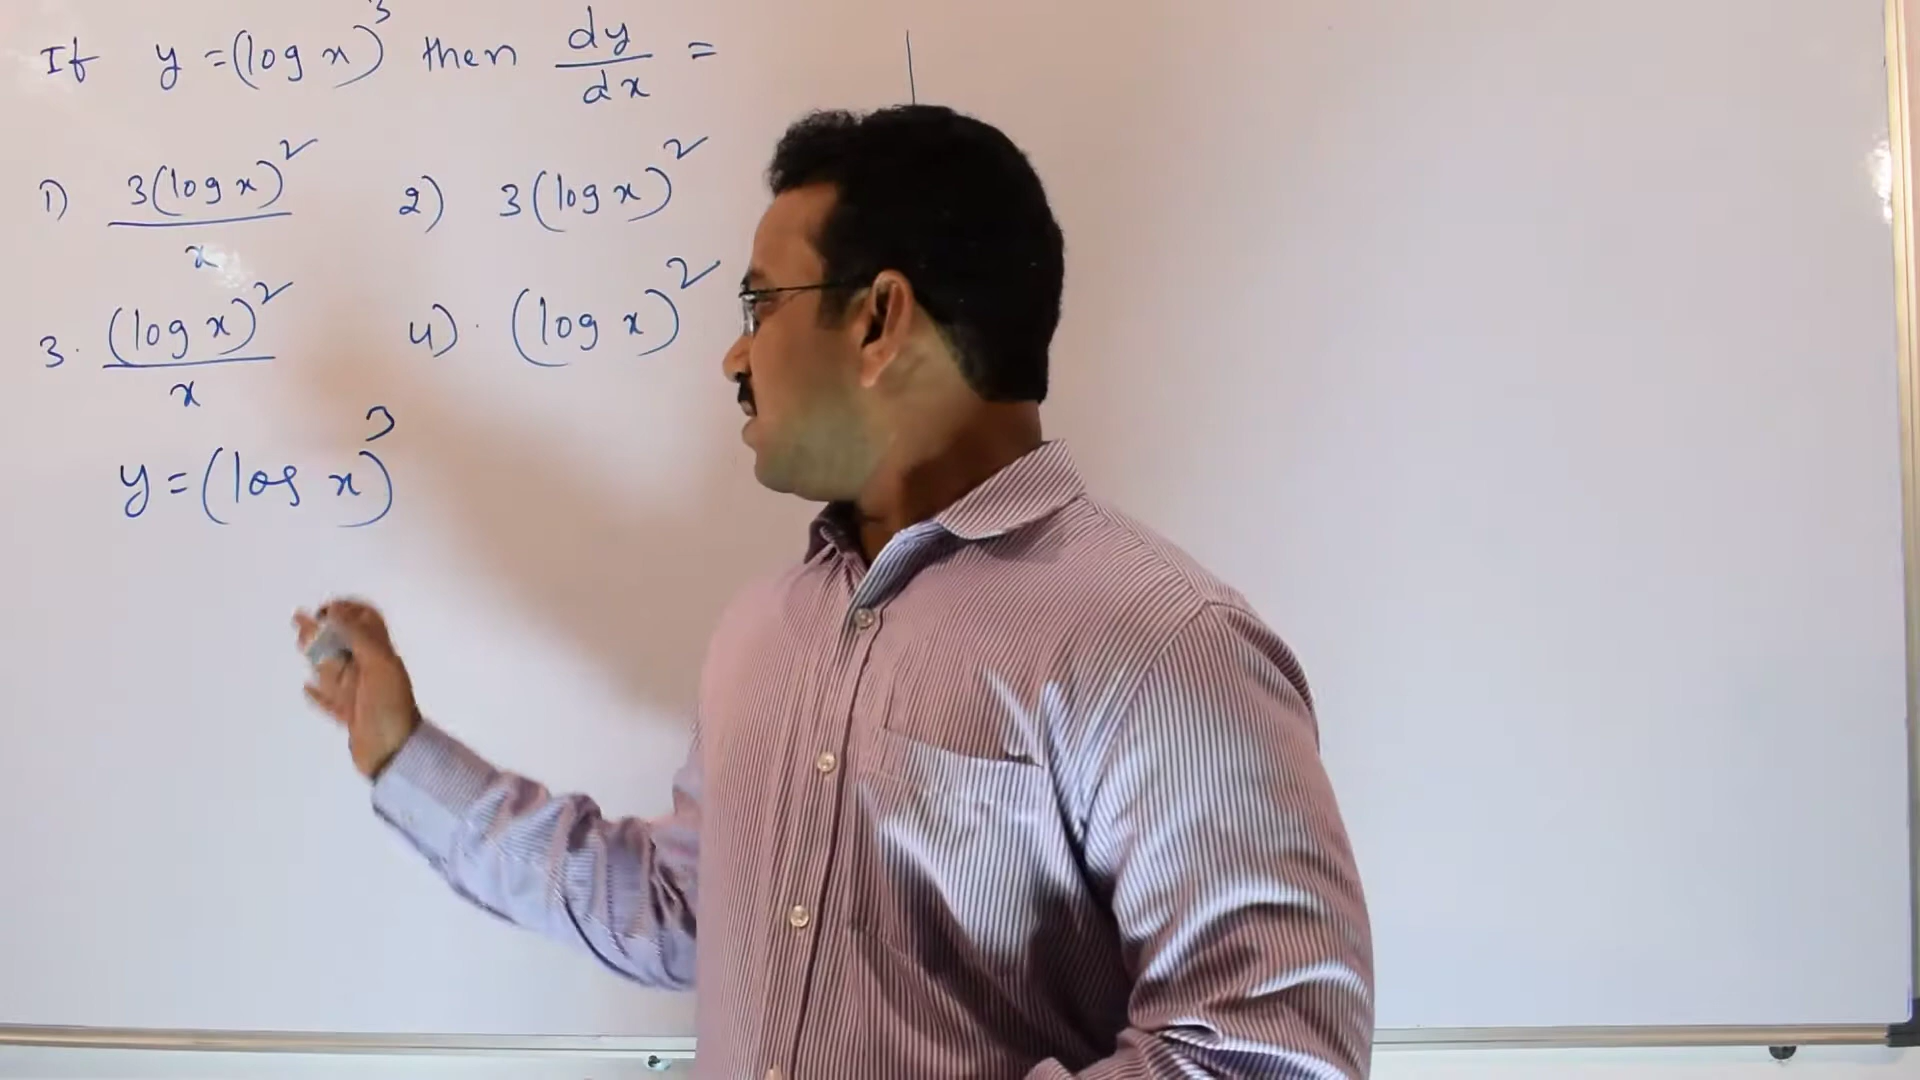 If y = (log x)³ then dy/dx =
1) 3(log x)²/x 2) 3(log x)²
3. (log x)²/x 4). (log x)²
y = (log x)³